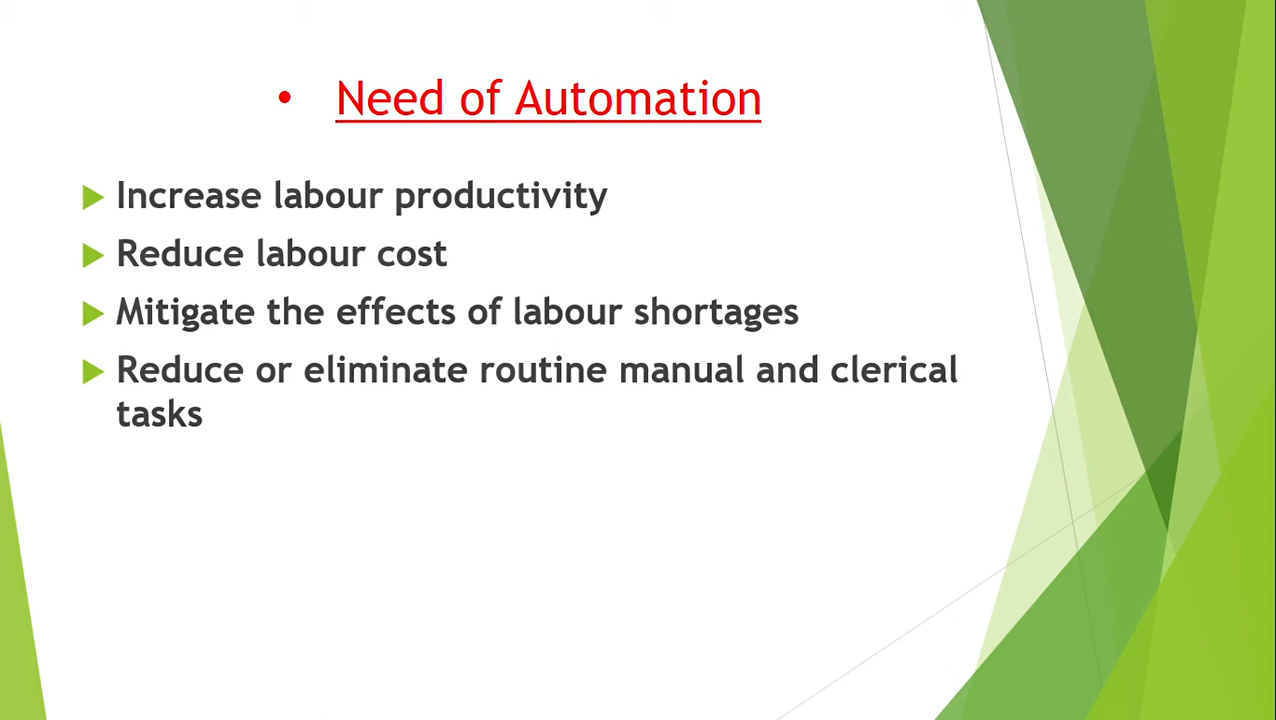 • Need of Automation
Increase labour productivity
Reduce labour cost
Mitigate the effects of labour shortages
Reduce or eliminate routine manual and clerical
tasks